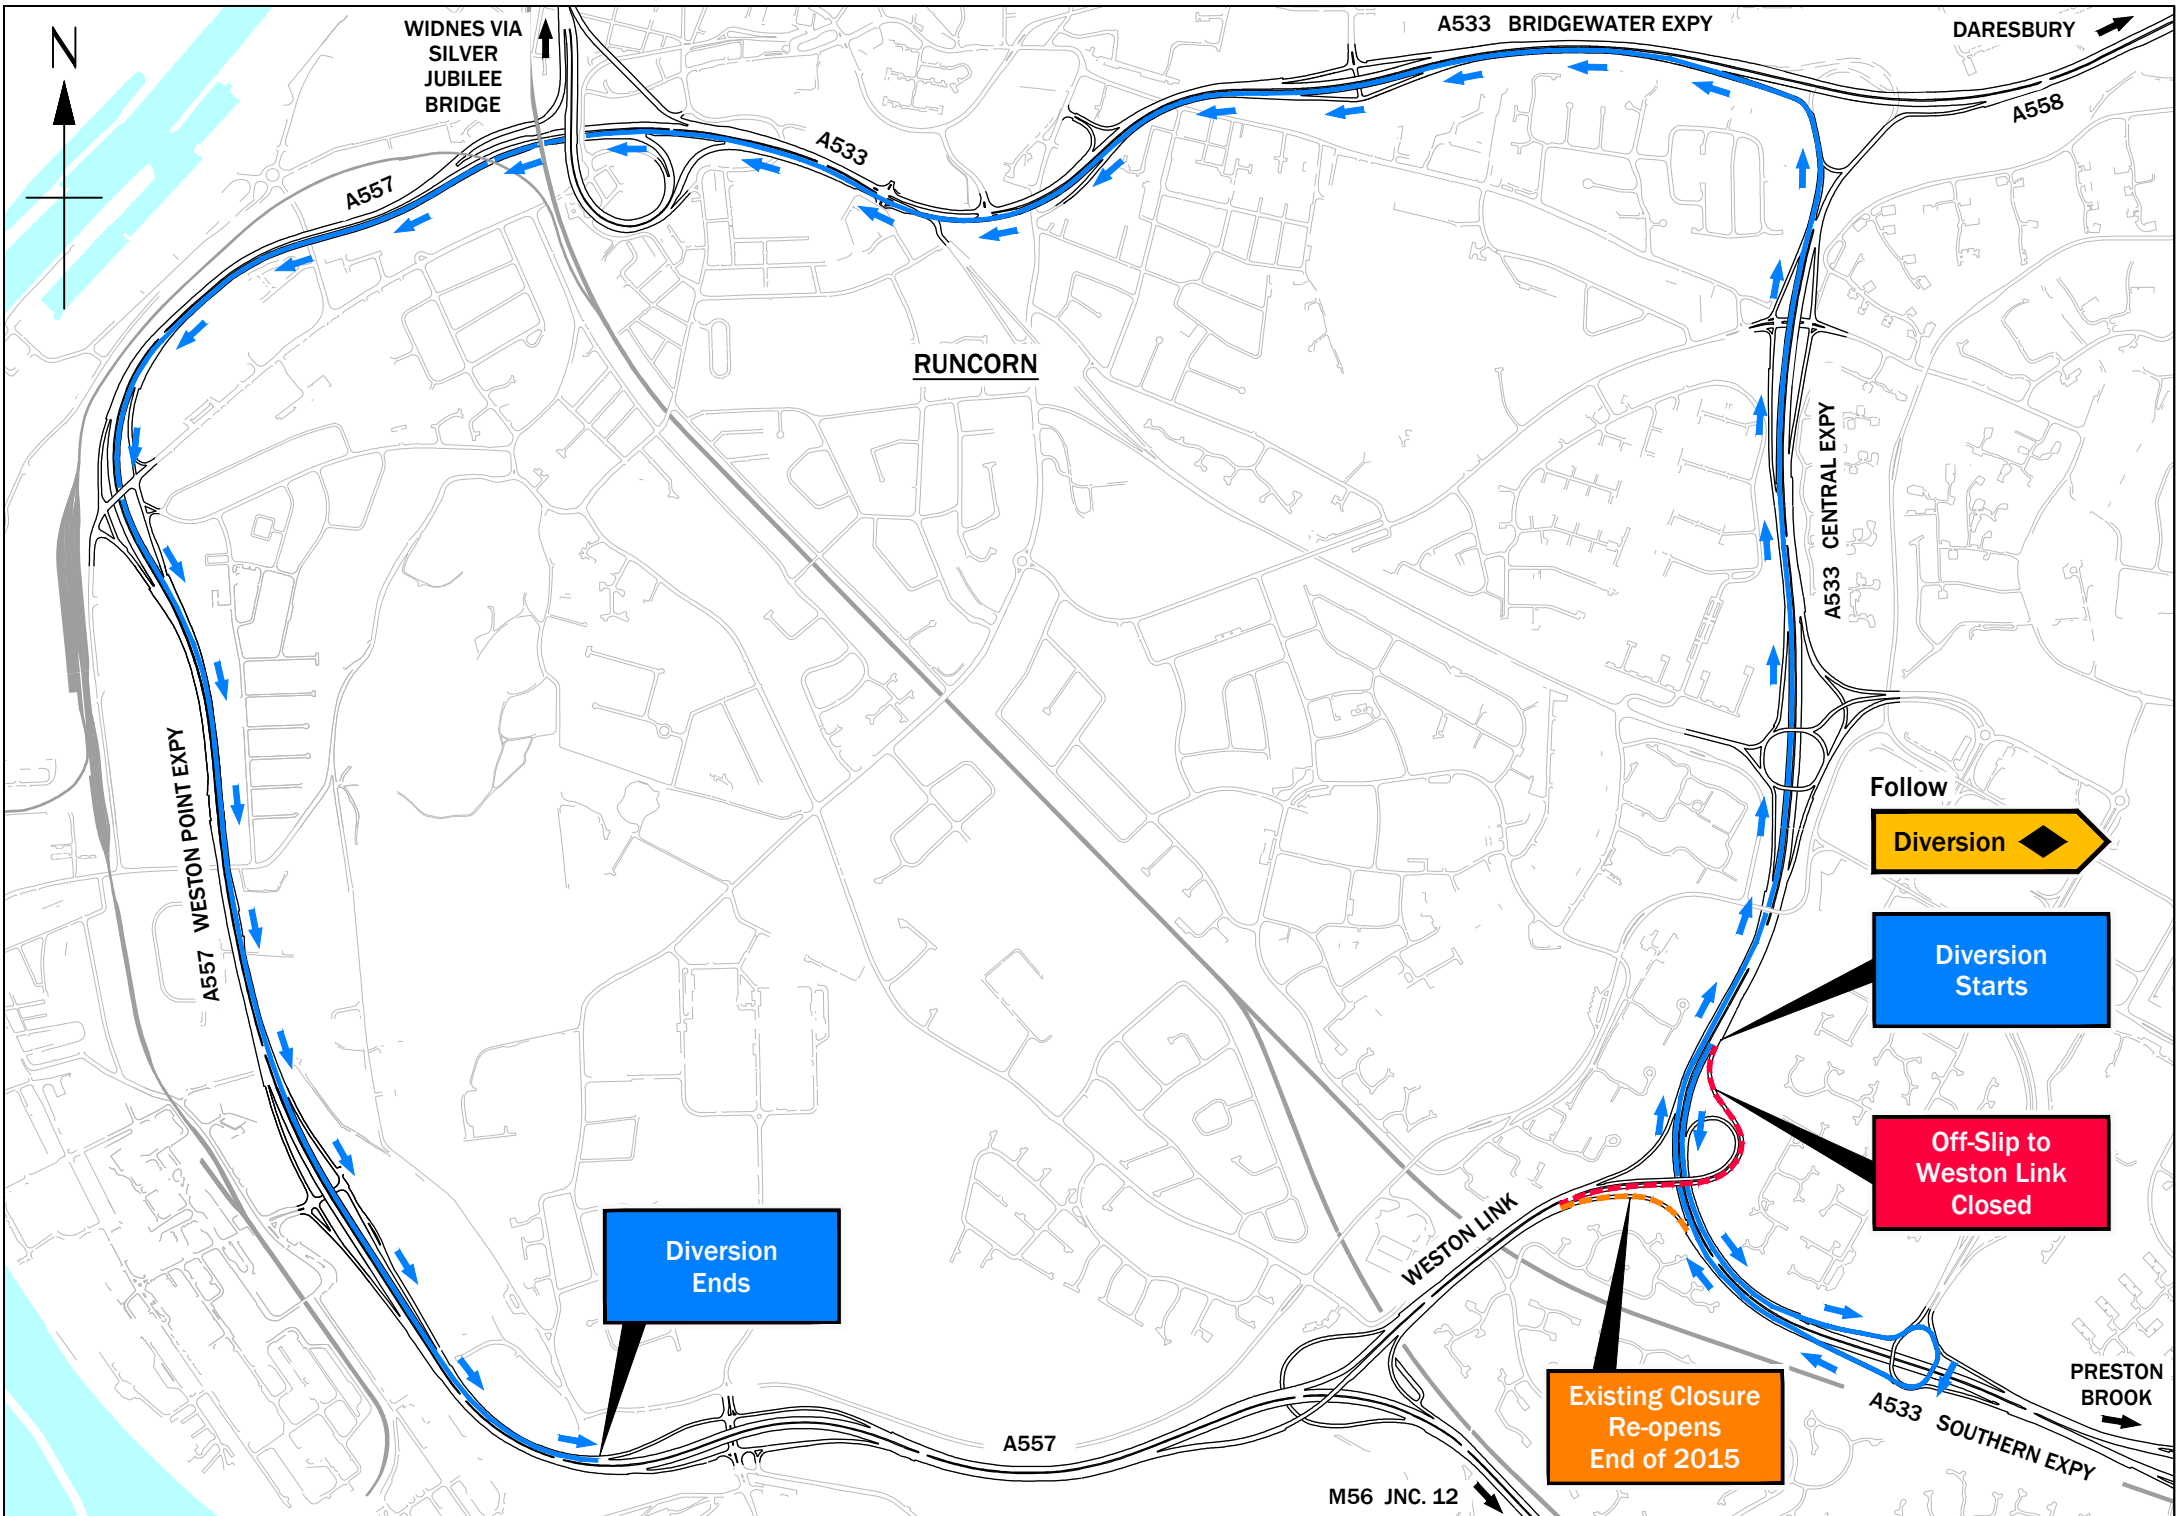 N
WIDNES VIA
SILVER
JUBILEE
BRIDGE
A533 BRIDGEWATER EXPY
DARESBURY
A558
A533
A557
RUNCORN
A533 CENTRAL EXPY
A557 WESTON POINT EXPY
Follow
Diversion
Diversion
Starts
Off-Slip to
Weston Link
Closed
WESTON LINK
Diversion
Ends
Existing Closure
Re-opens
End of 2015
PRESTON
BROOK
A533 SOUTHERN EXPY
A557
M56 JNC. 12